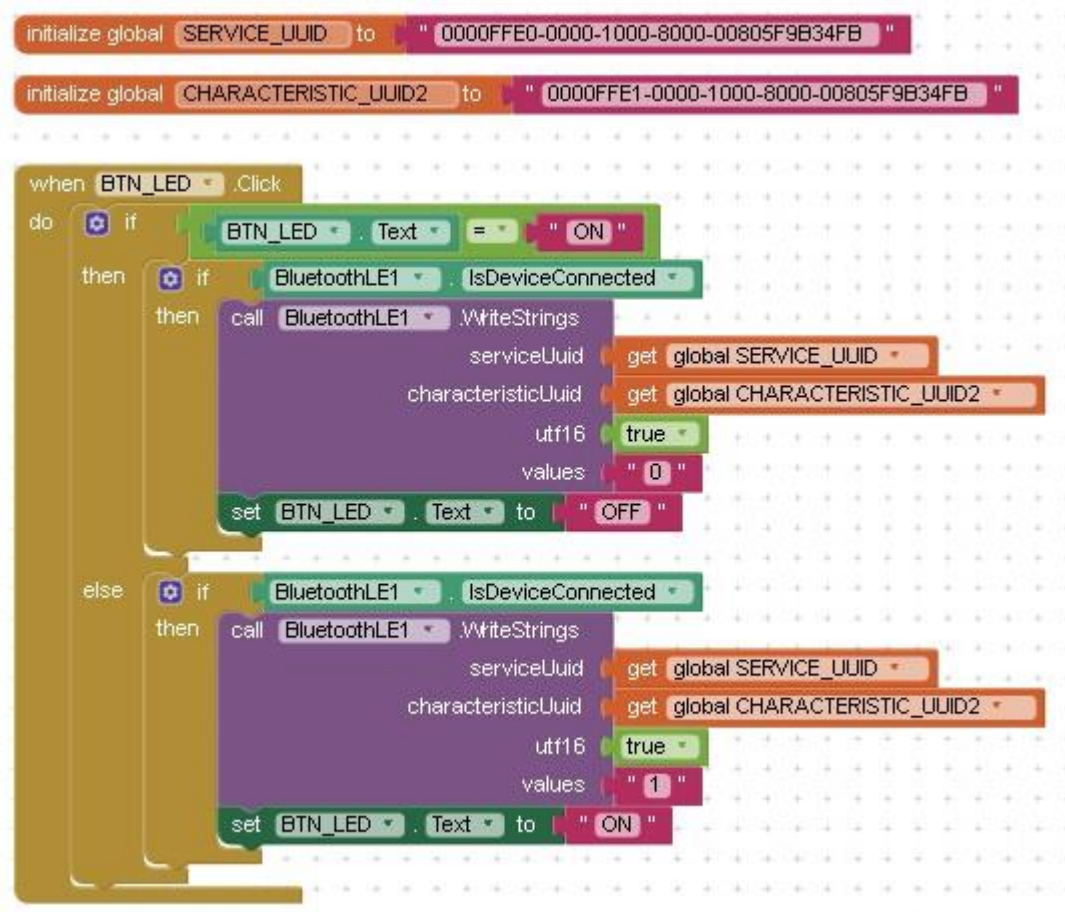 initialize global SERVICE_UUID to " 0000FFE0-0000-1000-8000-00805F9B34FB "
initialize global CHARACTERISTIC_UUID2 to " 0000FFE1-0000-1000-8000-00805F9B34FB "
when BTN_LED .Click
do if BTN_LED . Text = " ON "
then if BluetoothLE1 . IsDeviceConnected
then call BluetoothLE1 .WriteStrings
serviceUuid get global SERVICE_UUID
characteristicUuid get global CHARACTERISTIC_UUID2
utf16 true
values " 0 "
set BTN_LED . Text to " OFF "
else if BluetoothLE1 . IsDeviceConnected
then call BluetoothLE1 .WriteStrings
serviceUuid get global SERVICE_UUID
characteristicUuid get global CHARACTERISTIC_UUID2
utf16 true
values " 1 "
set BTN_LED . Text to " ON "